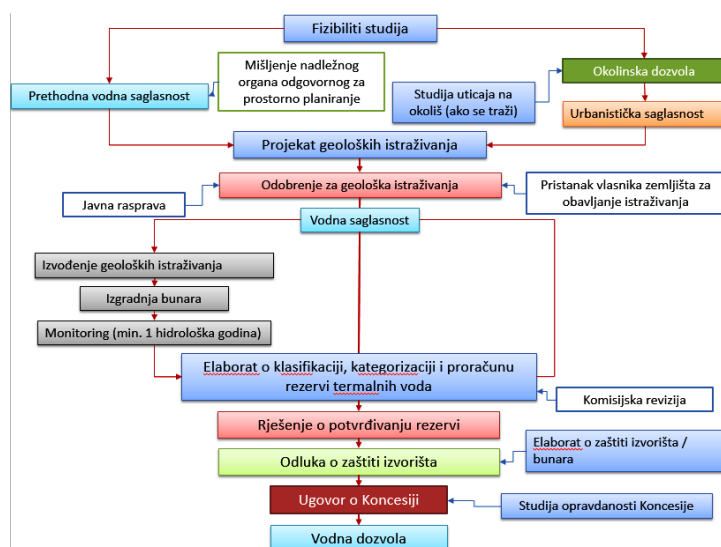 Fizibiliti studija
Mišljenje nadležnog
organa odgovornog za
prostorno planiranje
Okolinska dozvola
Prethodna vodna saglasnost
Studija uticaja na
okoliš (ako se traži)
Urbanistička saglasnost
Projekat geoloških istraživanja
Odobrenje za geološka istraživanja
Javna rasprava
Pristanak vlasnika zemljišta za
obavljanje istraživanja
Vodna saglasnost
Izvođenje geoloških istraživanja
Izgradnja bunara
Monitoring (min. 1 hidrološka godina)
Elaborat o klasifikaciji, kategorizaciji i proračunu
rezervi termalnih voda
Komisijska revizija
Rješenje o potvrđivanju rezervi
Elaborat o zaštiti izvorišta /
bunara
Odluka o zaštiti izvorišta
Ugovor o Koncesiji
Studija opravdanosti Koncesije
Vodna dozvola